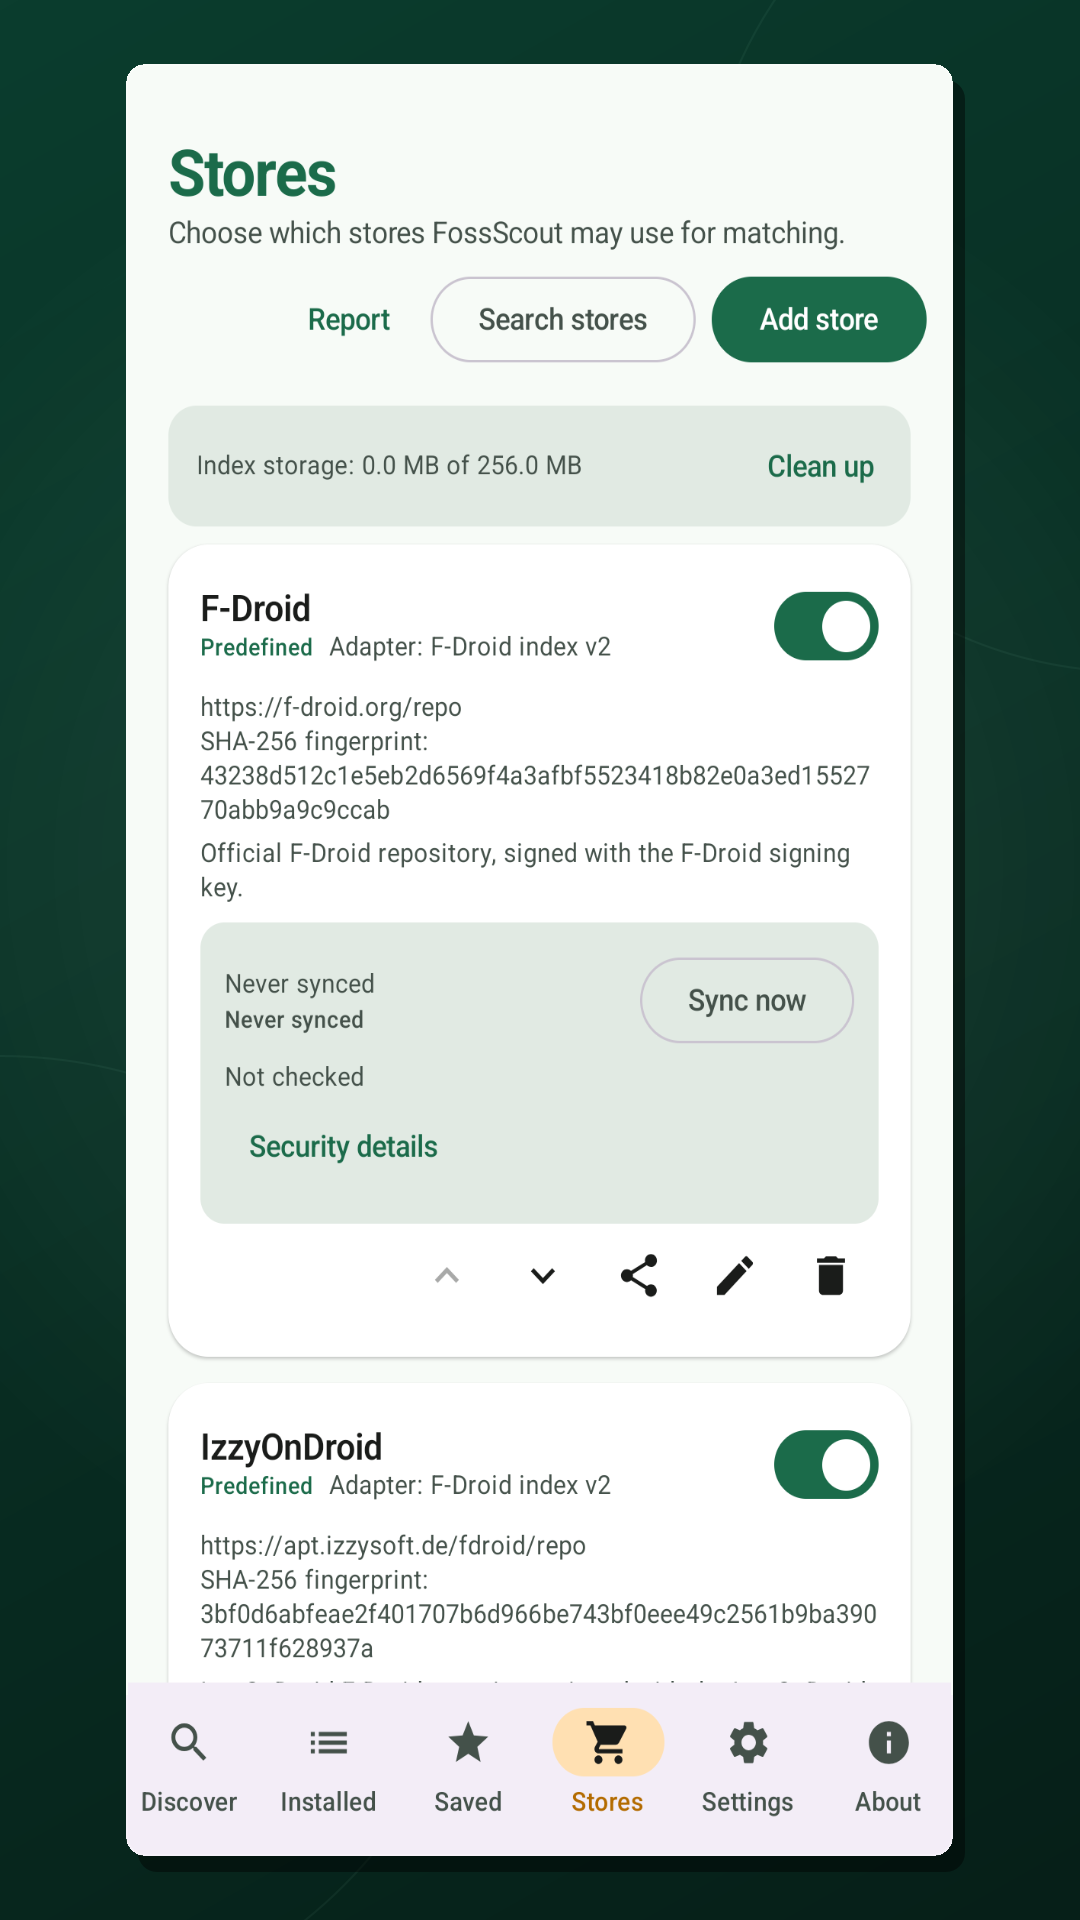 Stores
Choose which stores FossScout may use for matching.
Report
Search stores
Add store
Index storage: 0.0 MB of 256.0 MB
Clean up
F-Droid
Predefined Adapter: F-Droid index v2
https://f-droid.org/repo
SHA-256 fingerprint:
43238d512c1e5eb2d6569f4a3afbf5523418b82e0a3ed15527
70abb9a9c9ccab
Official F-Droid repository, signed with the F-Droid signing
key.
Never synced
Never synced
Sync now
Not checked
Security details
IzzyOnDroid
Predefined Adapter: F-Droid index v2
https://apt.izzysoft.de/fdroid/repo
SHA-256 fingerprint:
3bf0d6abfeae2f401707b6d966be743bf0eee49c2561b9ba390
73711f628937a
Discover
Installed
Saved
Stores
Settings
About